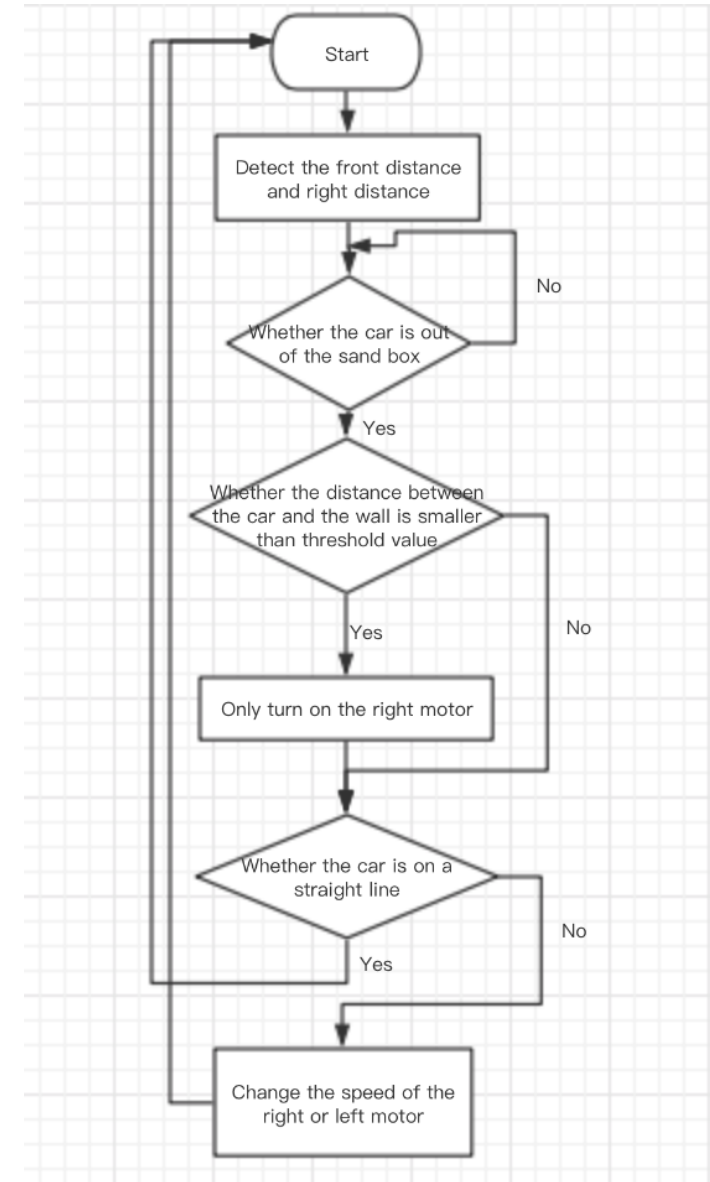 Start
Detect the front distance
and right distance
No
Whether the car is out
of the sand box
Yes
Whether the distance between
the car and the wall is smaller
than threshold value
Yes
No
Only turn on the right motor
Whether the car is on a
straight line
No
Yes
Change the speed of the
right or left motor